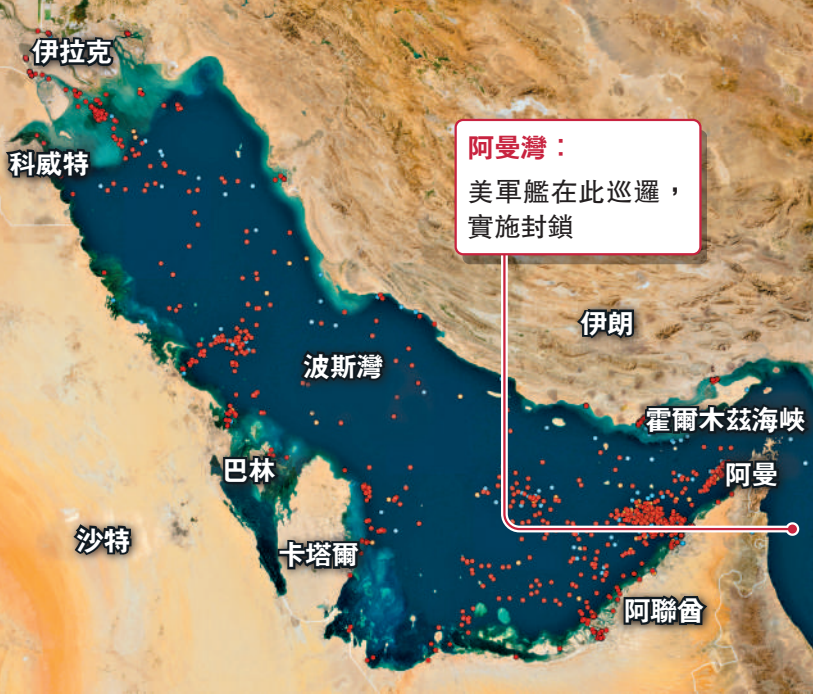 伊拉克
科威特
阿曼灣：
美軍艦在此巡邏，
實施封鎖
伊朗
波斯灣
霍爾木茲海峽
阿曼
巴林
沙特
卡塔爾
阿聯酋